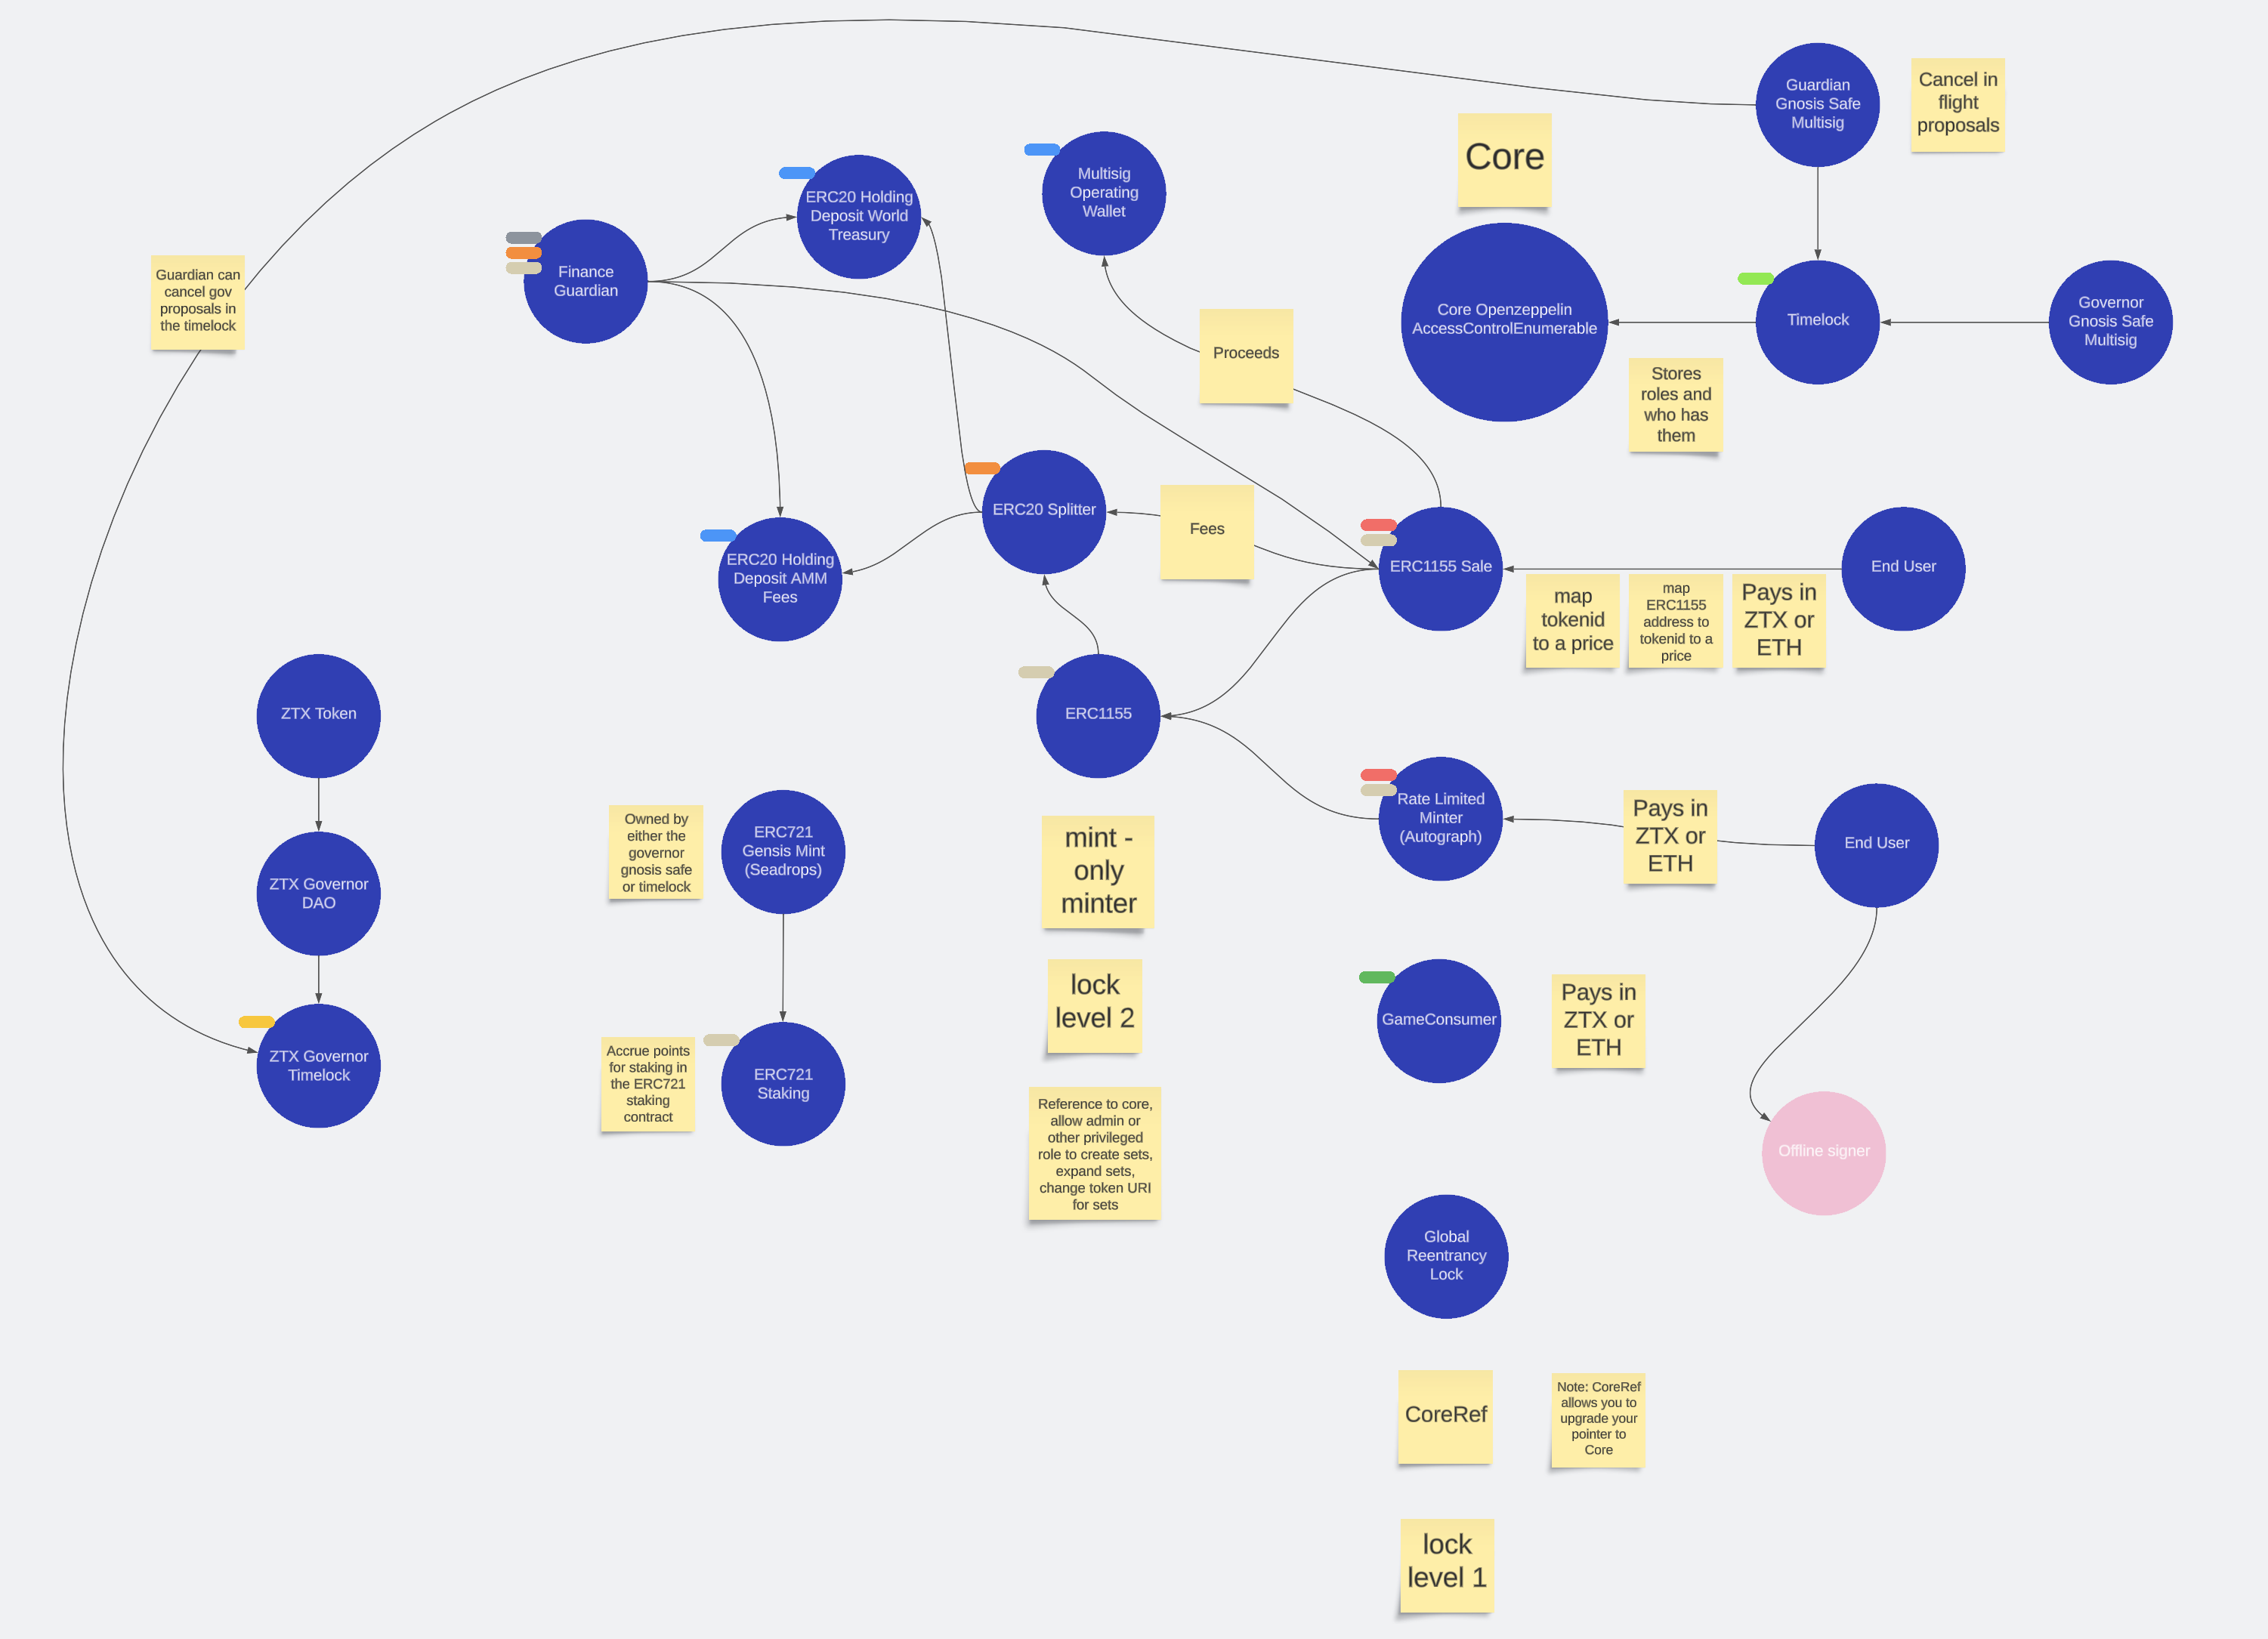 Guardian
Gnosis Safe
Multisig
Cancel in
flight
proposals
Core
Multisig
Operating
Wallet
ERC20 Holding
Deposit World
Treasury
Finance
Guardian
Guardian can
cancel gov
proposals in
the timelock
Core Openzeppelin
AccessControlEnumerable
Timelock
Governor
Gnosis Safe
Multisig
Proceeds
Stores
roles and
who has
them
ERC20 Splitter
Fees
ERC20 Holding
Deposit AMM
Fees
ERC1155 Sale
End User
map
tokenid
to a price
map
ERC1155
address to
tokenid to a
price
Pays in
ZTX or
ETH
ZTX Token
ERC1155
Rate Limited
Minter
(Autograph)
Pays in
ZTX or
ETH
End User
Owned by
either the
governor
gnosis safe
or timelock
ERC721
Gensis Mint
(Seadrops)
mint -
only
minter
ZTX Governor
DAO
lock
level 2
GameConsumer
Pays in
ZTX or
ETH
ZTX Governor
Timelock
Accrue points
for staking in
the ERC721
staking
contract
ERC721
Staking
Reference to core,
allow admin or
other privileged
role to create sets,
expand sets,
change token URI
for sets
Offline signer
Global
Reentrancy
Lock
CoreRef
Note: CoreRef
allows you to
upgrade your
pointer to
Core
lock
level 1